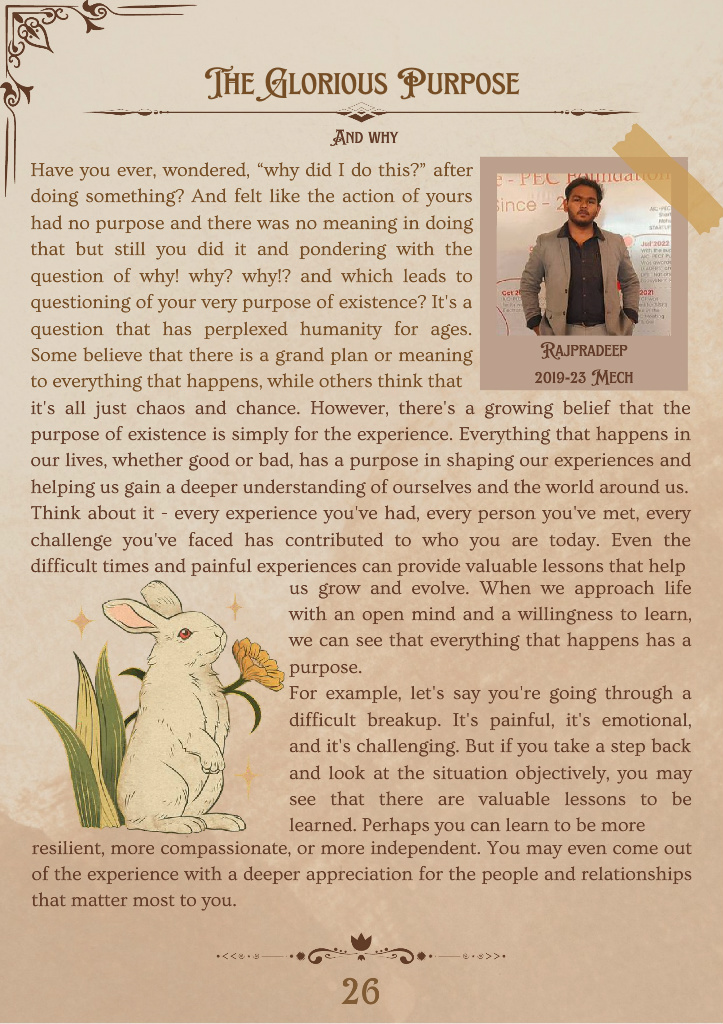 The Glorious Purpose
And why
Have you ever, wondered, “why did I do this?” after
doing something? And felt like the action of yours
had no purpose and there was no meaning in doing
that but still you did it and pondering with the
question of why! why? why!? and which leads to
questioning of your very purpose of existence? It's a
question that has perplexed humanity for ages.
Some believe that there is a grand plan or meaning
to everything that happens, while others think that
e - PEC Foundation
Since - 2
Jul 2022
2021
Rajpradeep
2019-23 Mech
it's all just chaos and chance. However, there's a growing belief that the
purpose of existence is simply for the experience. Everything that happens in
our lives, whether good or bad, has a purpose in shaping our experiences and
helping us gain a deeper understanding of ourselves and the world around us.
Think about it - every experience you've had, every person you've met, every
challenge you've faced has contributed to who you are today. Even the
difficult times and painful experiences can provide valuable lessons that help
us grow and evolve. When we approach life
with an open mind and a willingness to learn,
we can see that everything that happens has a
purpose.
For example, let's say you're going through a
difficult breakup. It's painful, it's emotional,
and it's challenging. But if you take a step back
and look at the situation objectively, you may
see that there are valuable lessons to be
learned. Perhaps you can learn to be more
resilient, more compassionate, or more independent. You may even come out
of the experience with a deeper appreciation for the people and relationships
that matter most to you.
26